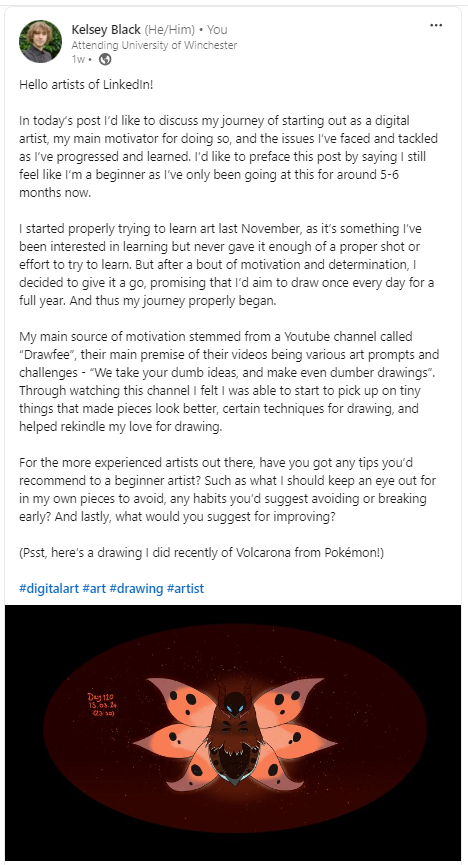 Kelsey Black (He/Him) • You
Attending University of Winchester
1w •
Hello artists of LinkedIn!
In today’s post I’d like to discuss my journey of starting out as a digital
artist, my main motivator for doing so, and the issues I’ve faced and tackled
as I’ve progressed and learned. I’d like to preface this post by saying I still
feel like I’m a beginner as I’ve only been going at this for around 5-6
months now.
I started properly trying to learn art last November, as it’s something I’ve
been interested in learning but never gave it enough of a proper shot or
effort to try to learn. But after a bout of motivation and determination, I
decided to give it a go, promising that I’d aim to draw once every day for a
full year. And thus my journey properly began.
My main source of motivation stemmed from a Youtube channel called
“Drawfee”, their main premise of their videos being various art prompts and
challenges - “We take your dumb ideas, and make even dumber drawings”.
Through watching this channel I felt I was able to start to pick up on tiny
things that made pieces look better, certain techniques for drawing, and
helped rekindle my love for drawing.
For the more experienced artists out there, have you got any tips you’d
recommend to a beginner artist? Such as what I should keep an eye out for
in my own pieces to avoid, any habits you’d suggest avoiding or breaking
early? And lastly, what would you suggest for improving?
(Psst, here’s a drawing I did recently of Volcarona from Pokémon!)
#digitalart #art #drawing #artist
Day 120
15.03.24
(23:30)